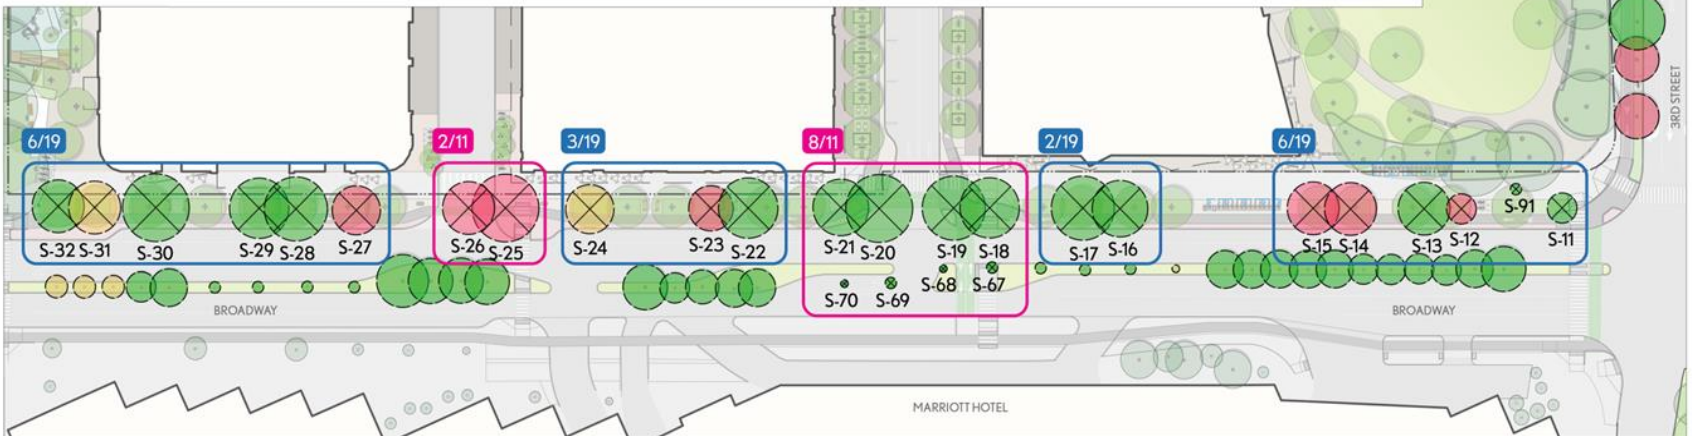 3RD STREET
6/19
2/11
3/19
8/11
2/19
6/19
S-32 S-31 S-30 S-29 S-28 S-27
S-26 S-25
S-24 S-23 S-22
S-21 S-20 S-19 S-18
S-17 S-16
S-15 S-14 S-13 S-12 S-91 S-11
S-70 S-69 S-68 S-67
BROADWAY
BROADWAY
MARRIOTT HOTEL